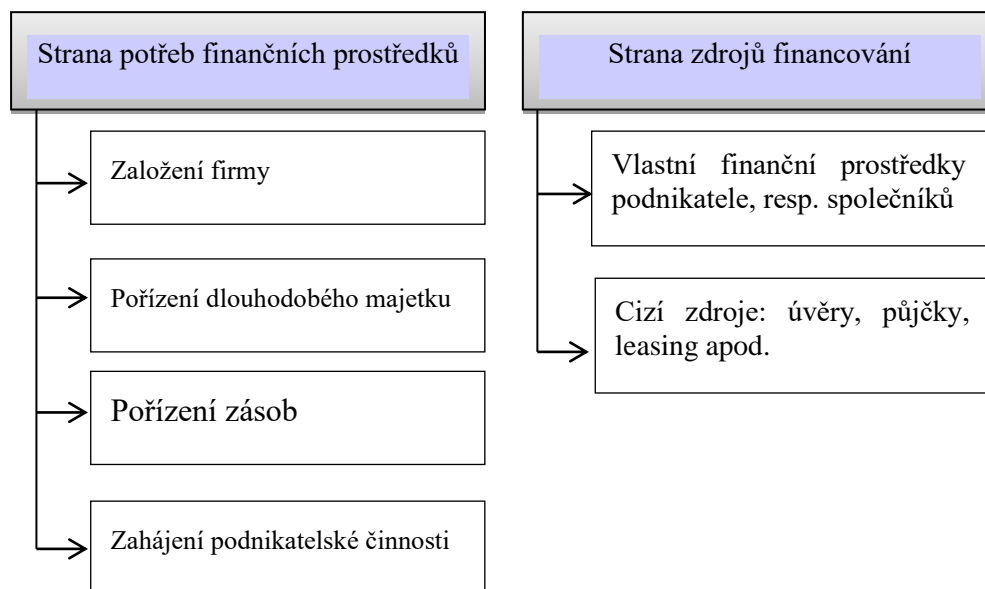 Strana potřeb finančních prostředků
Založení firmy
Pořízení dlouhodobého majetku
Pořízení zásob
Zahájení podnikatelské činnosti
Strana zdrojů financování
Vlastní finanční prostředky
podnikatele, resp. společníků
Cizí zdroje: úvěry, půjčky,
leasing apod.